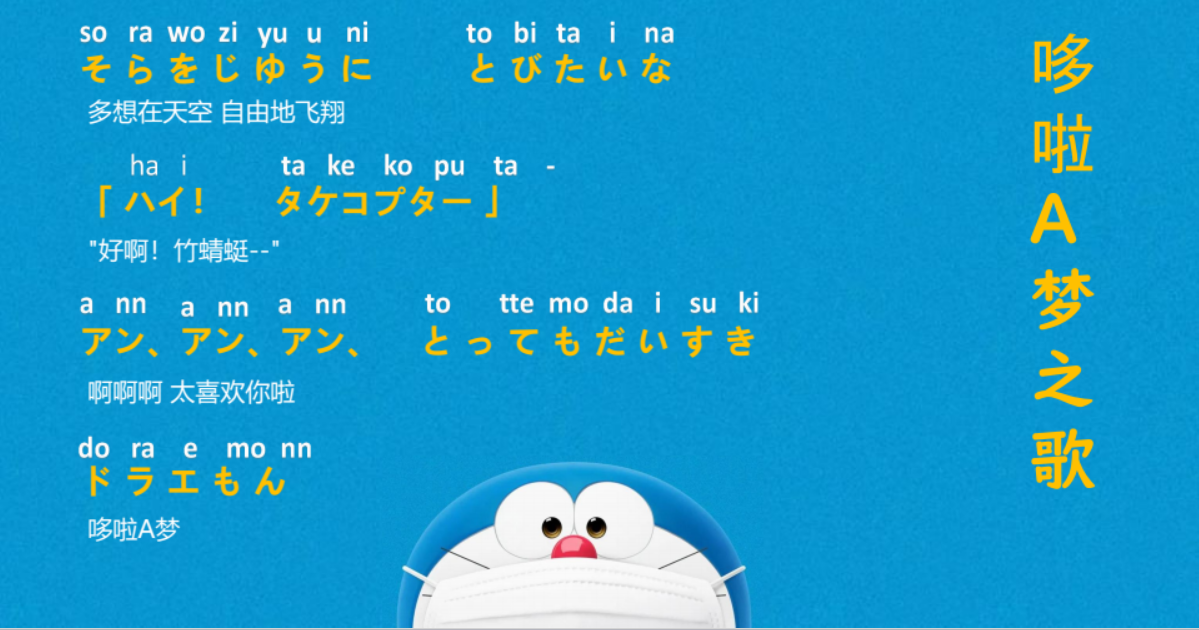 so ra wo zi yu u ni to bi ta i na
そらをじゆうに とびたいな
多想在天空 自由地飞翔
ha i ta ke ko pu ta -
「ハイ! タケコプター」
"好啊！竹蜻蜓--"
a nn a nn a nn to tte mo da i su ki
アン、アン、アン、 とってもだいすき
啊啊啊 太喜欢你啦
do ra e mo nn
ドラエもん
哆啦A梦
哆啦A梦之歌